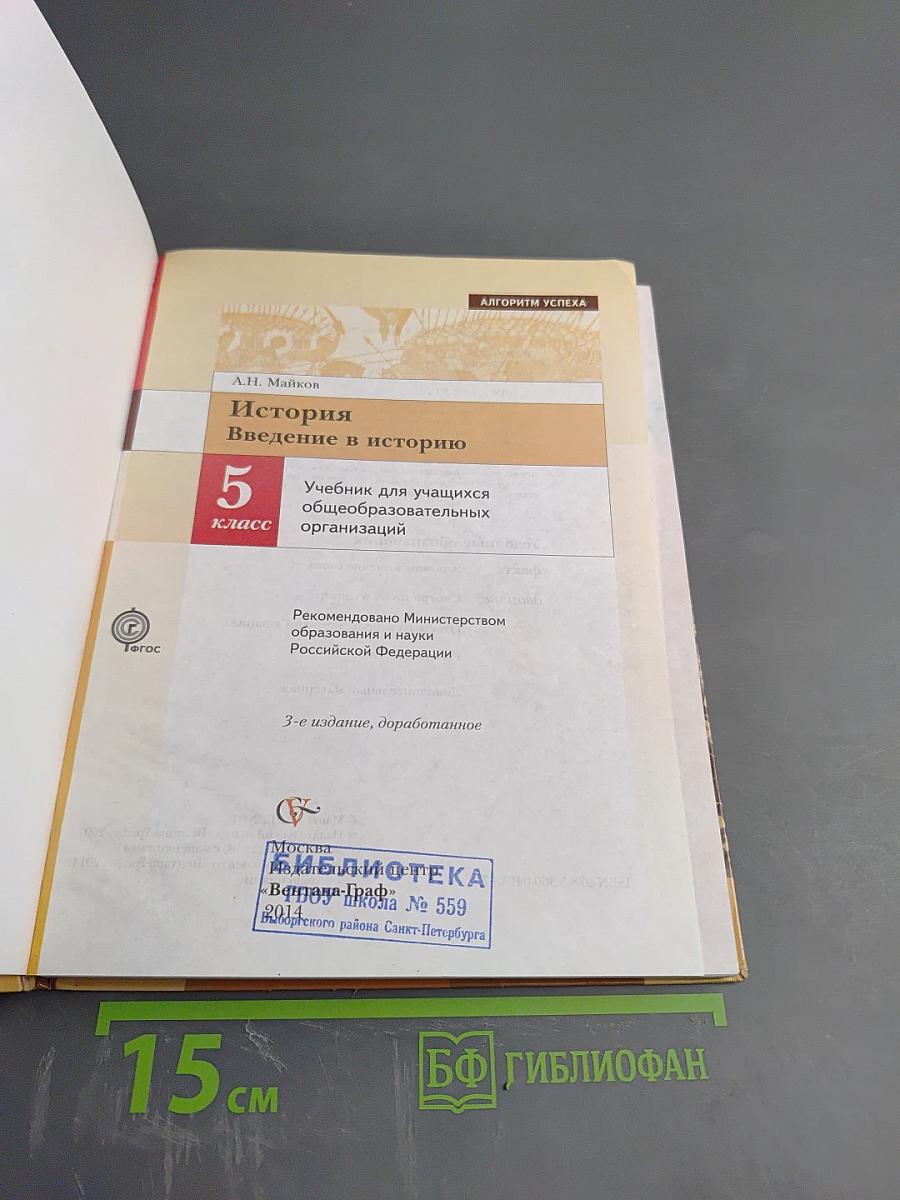 АЛГОРИТМ УСПЕХА
А.Н. Майков
История
Введение в историю
5
класс
Учебник для учащихся
общеобразовательных
организаций
ФГОС
Рекомендовано Министерством
образования и науки
Российской Федерации
3-е издание, доработанное
Москва
Издательский центр
«Вентана-Граф»
2014
БИБЛИОТЕКА
ГБОУ школа № 559
Выборгского района Санкт-Петербурга
15 см
БФ ГИБЛИОФАН